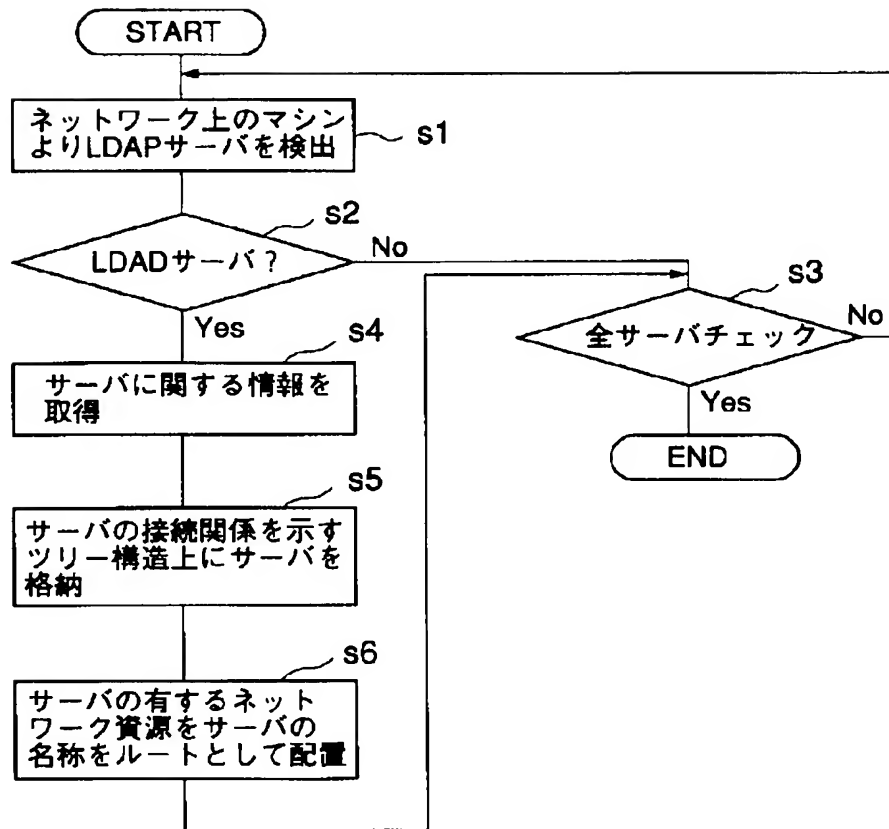 START
ネットワーク上のマシン
よりLDAPサーバを検出
s1
s2
LDADサーバ？
No
Yes
s3
全サーバチェック
No
Yes
END
s4
サーバに関する情報を
取得
s5
サーバの接続関係を示す
ツリー構造上にサーバを
格納
s6
サーバの有するネット
ワーク資源をサーバの
名称をルートとして配置